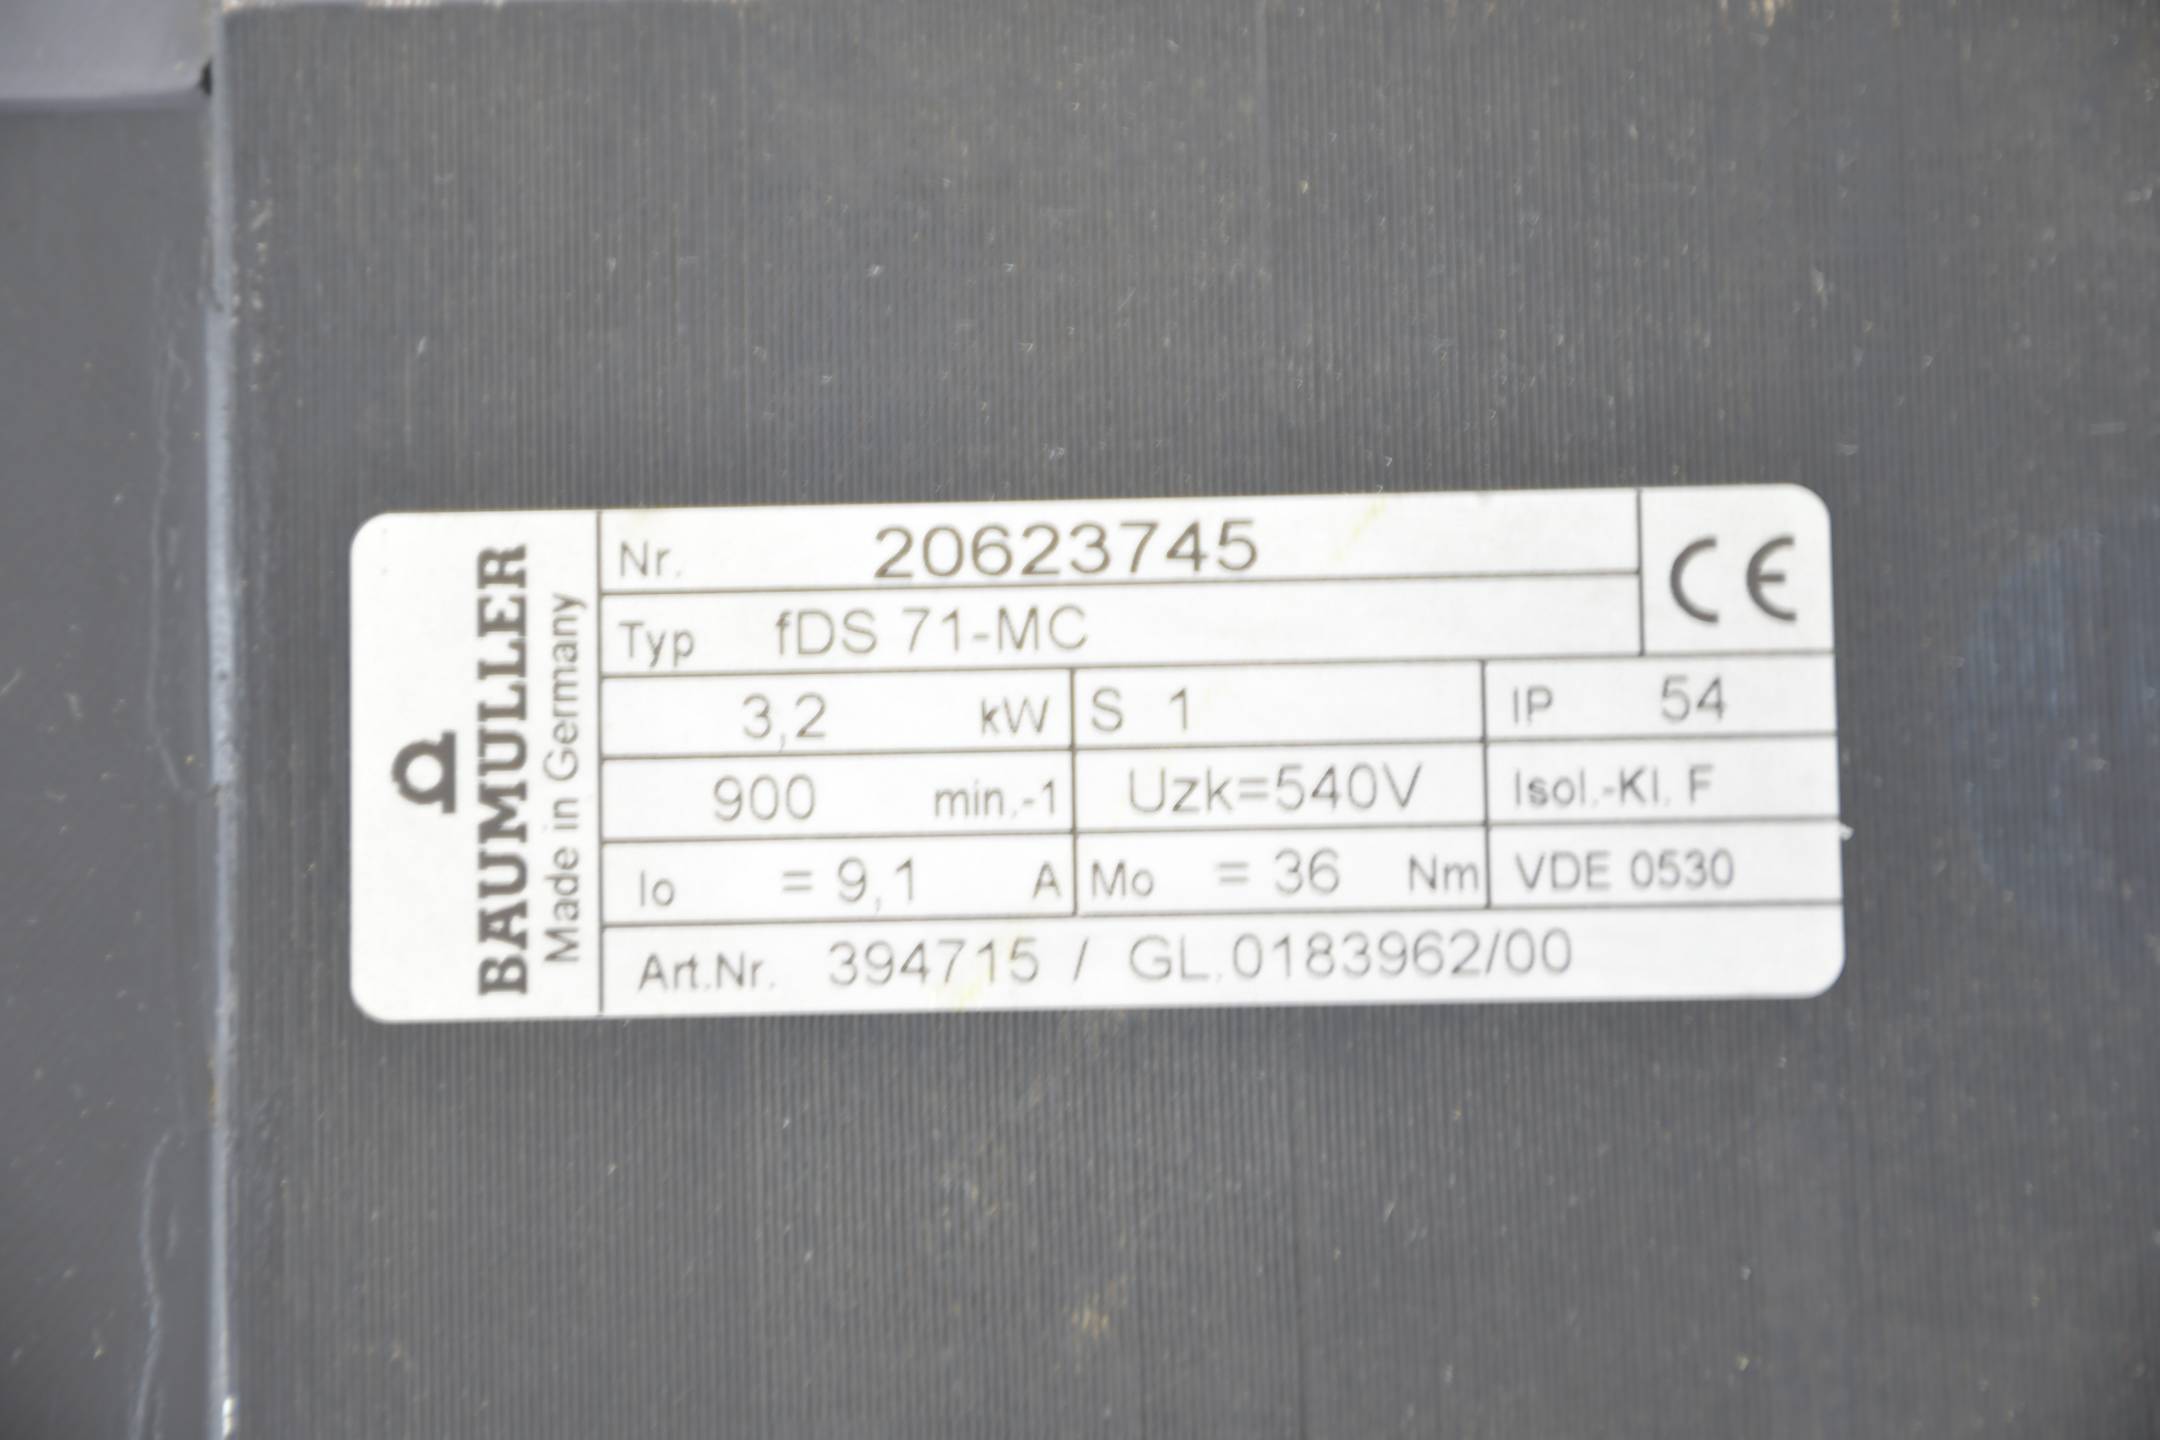 BAUMULLER
Made in Germany
Nr. 20623745
CE
Typ fDS 71-MC
3,2 kW S 1 IP 54
900 min.-1 Uzk=540V Isol.-Kl. F
Io = 9,1 A Mo = 36 Nm VDE 0530
Art.Nr. 394715 / GL.0183962/00